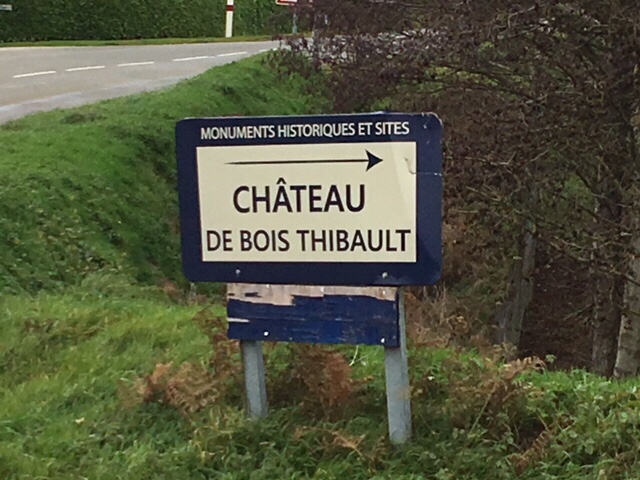 MONUMENTS HISTORIQUES ET SITES
CHÂTEAU
DE BOIS THIBAULT